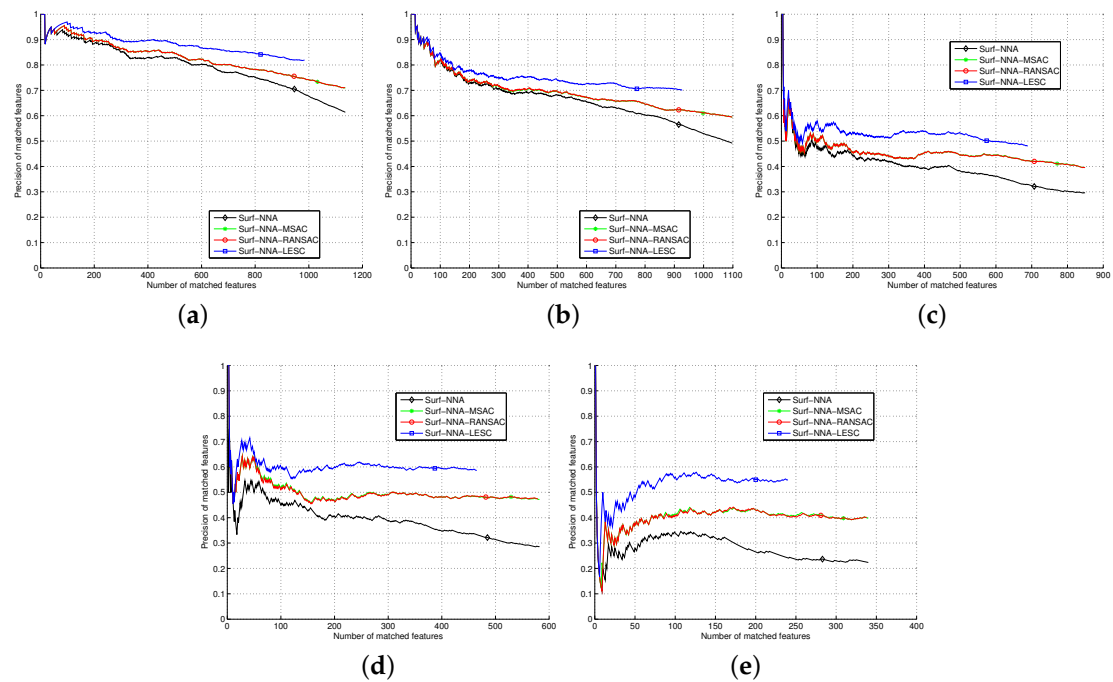 1
0.9
0.8
0.7
0.6
0.5
0.4
0.3
0.2
0.1
0
Precision of matched features
0 200 400 600 800 1000 1200
Number of matched features
Surf-NNA
Surf-NNA-MSAC
Surf-NNA-RANSAC
Surf-NNA-LESC
(a)
1
0.9
0.8
0.7
0.6
0.5
0.4
0.3
0.2
0.1
0
Precision of matched features
0 100 200 300 400 500 600 700 800 900 1000 1100
Number of matched features
Surf-NNA
Surf-NNA-MSAC
Surf-NNA-RANSAC
Surf-NNA-LESC
(b)
1
0.9
0.8
0.7
0.6
0.5
0.4
0.3
0.2
0.1
0
Precision of matched features
0 100 200 300 400 500 600 700 800 900
Number of matched features
Surf-NNA
Surf-NNA-MSAC
Surf-NNA-RANSAC
Surf-NNA-LESC
(c)
1
0.9
0.8
0.7
0.6
0.5
0.4
0.3
0.2
0.1
0
Precision of matched features
0 100 200 300 400 500 600
Number of matched features
Surf-NNA
Surf-NNA-MSAC
Surf-NNA-RANSAC
Surf-NNA-LESC
(d)
1
0.9
0.8
0.7
0.6
0.5
0.4
0.3
0.2
0.1
0
Precision of matched features
0 50 100 150 200 250 300 350 400
Number of matched features
Surf-NNA
Surf-NNA-MSAC
Surf-NNA-RANSAC
Surf-NNA-LESC
(e)